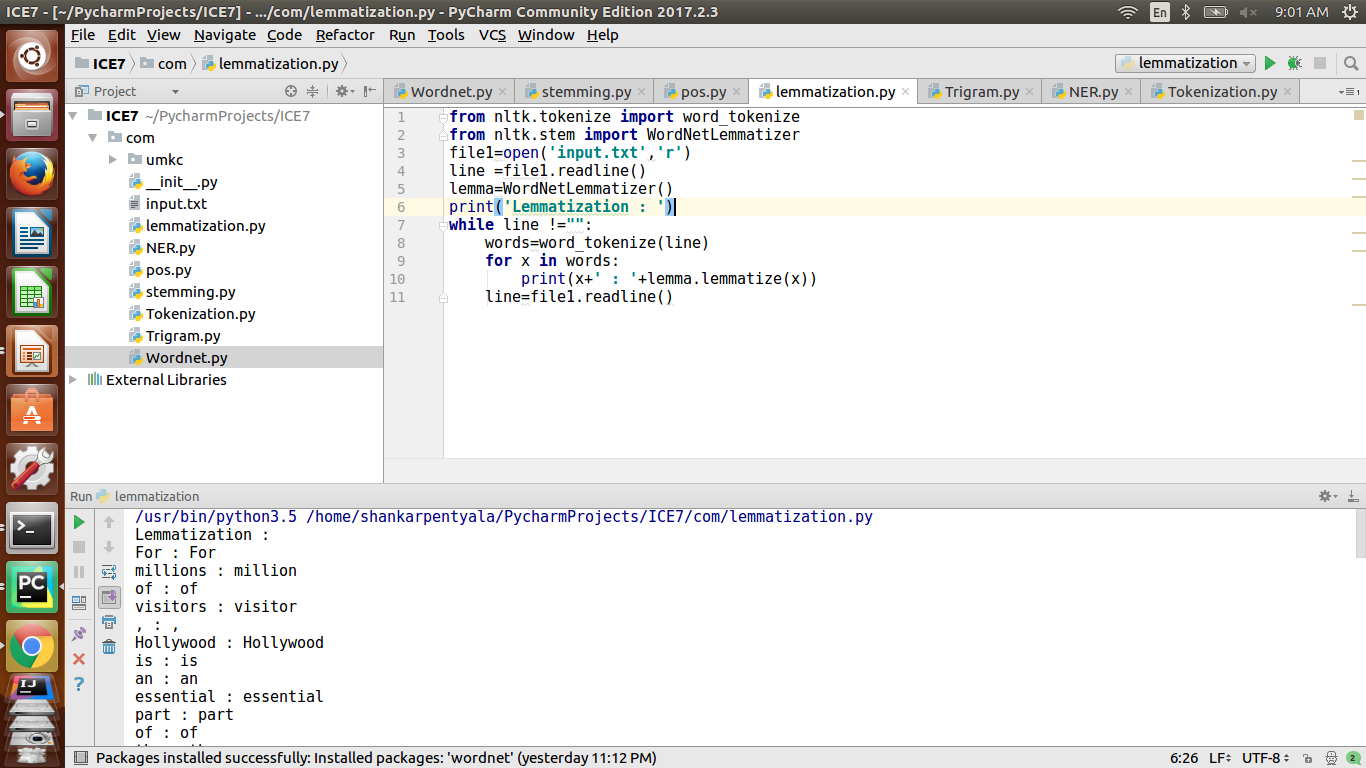 ICE7 - [~/PycharmProjects/ICE7] - .../com/lemmatization.py - PyCharm Community Edition 2017.2.3
En
9:01 AM
File Edit View Navigate Code Refactor Run Tools VCS Window Help
ICE7 com lemmatization.py
lemmatization
Project
Wordnet.py stemming.py pos.py lemmatization.py Trigram.py NER.py Tokenization.py
ICE7 ~/PycharmProjects/ICE7
com
umkc
__init__.py
input.txt
lemmatization.py
NER.py
pos.py
stemming.py
Tokenization.py
Trigram.py
Wordnet.py
External Libraries
1 from nltk.tokenize import word_tokenize
2 from nltk.stem import WordNetLemmatizer
3 file1=open('input.txt','r')
4 line =file1.readline()
5 lemma=WordNetLemmatizer()
6 print('Lemmatization : ')
7 while line !="":
8     words=word_tokenize(line)
9     for x in words:
10         print(x+' : '+lemma.lemmatize(x))
11     line=file1.readline()
Run lemmatization
/usr/bin/python3.5 /home/shankarpentyala/PycharmProjects/ICE7/com/lemmatization.py
Lemmatization :
For : For
millions : million
of : of
visitors : visitor
, : ,
Hollywood : Hollywood
is : is
an : an
essential : essential
part : part
of : of
PC
IJ
Packages installed successfully: Installed packages: 'wordnet' (yesterday 11:12 PM)
6:26 LF UTF-8 2